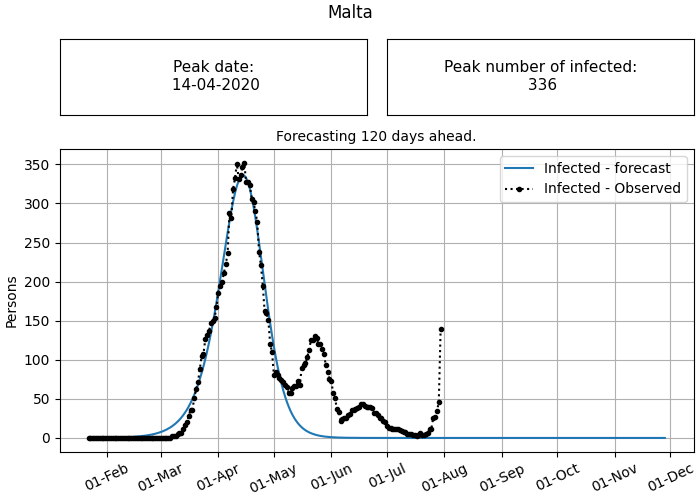 Malta
Peak date:
14-04-2020
Peak number of infected:
336
Forecasting 120 days ahead.
Infected - forecast
Infected - Observed
Persons
350
300
250
200
150
100
50
0
01-Feb
01-Mar
01-Apr
01-May
01-Jun
01-Jul
01-Aug
01-Sep
01-Oct
01-Nov
01-Dec